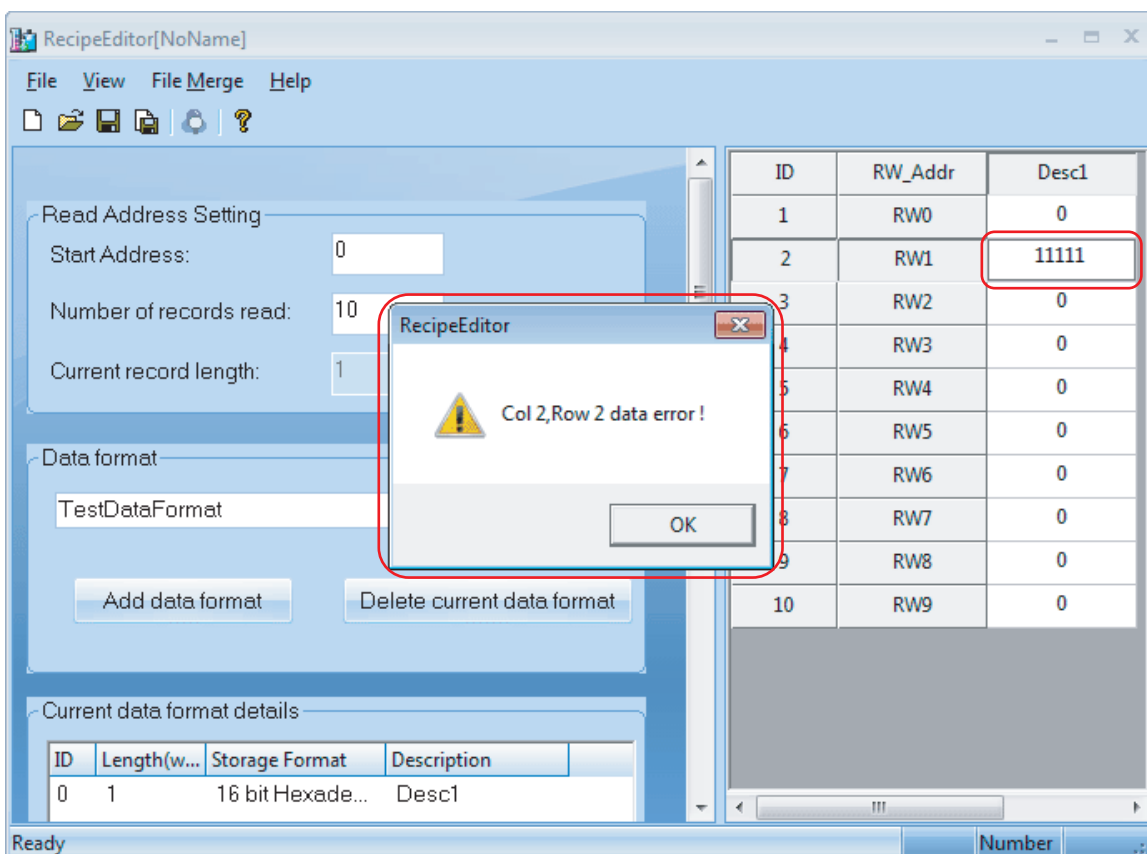 RecipeEditor[NoName]
File View File Merge Help
Read Address Setting
Start Address: 0
Number of records read: 10
Current record length: 1
Data format
TestDataFormat
Add data format Delete current data format
Current data format details
ID Length(w... Storage Format Description
0 1 16 bit Hexade... Desc1
RecipeEditor
Col 2,Row 2 data error !
OK
ID RW_Addr Desc1
1 RW0 0
2 RW1 11111
3 RW2 0
4 RW3 0
5 RW4 0
6 RW5 0
7 RW6 0
8 RW7 0
9 RW8 0
10 RW9 0
Ready Number